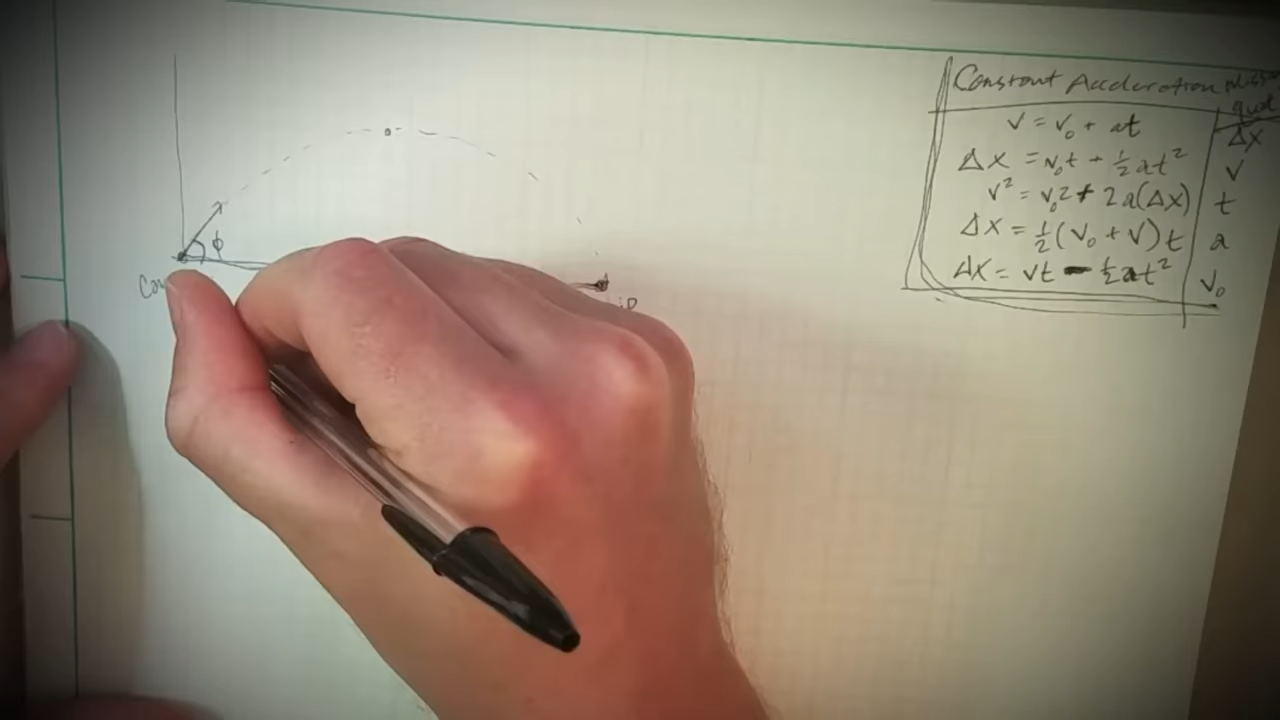 Constant Acceleration
v = v₀ + at
Δx = v₀t + ½at²
v² = v₀² + 2a(Δx)
Δx = ½(v₀ + v)t
Δx = vt - ½at²
Δx
v
t
a
v₀
ϕ